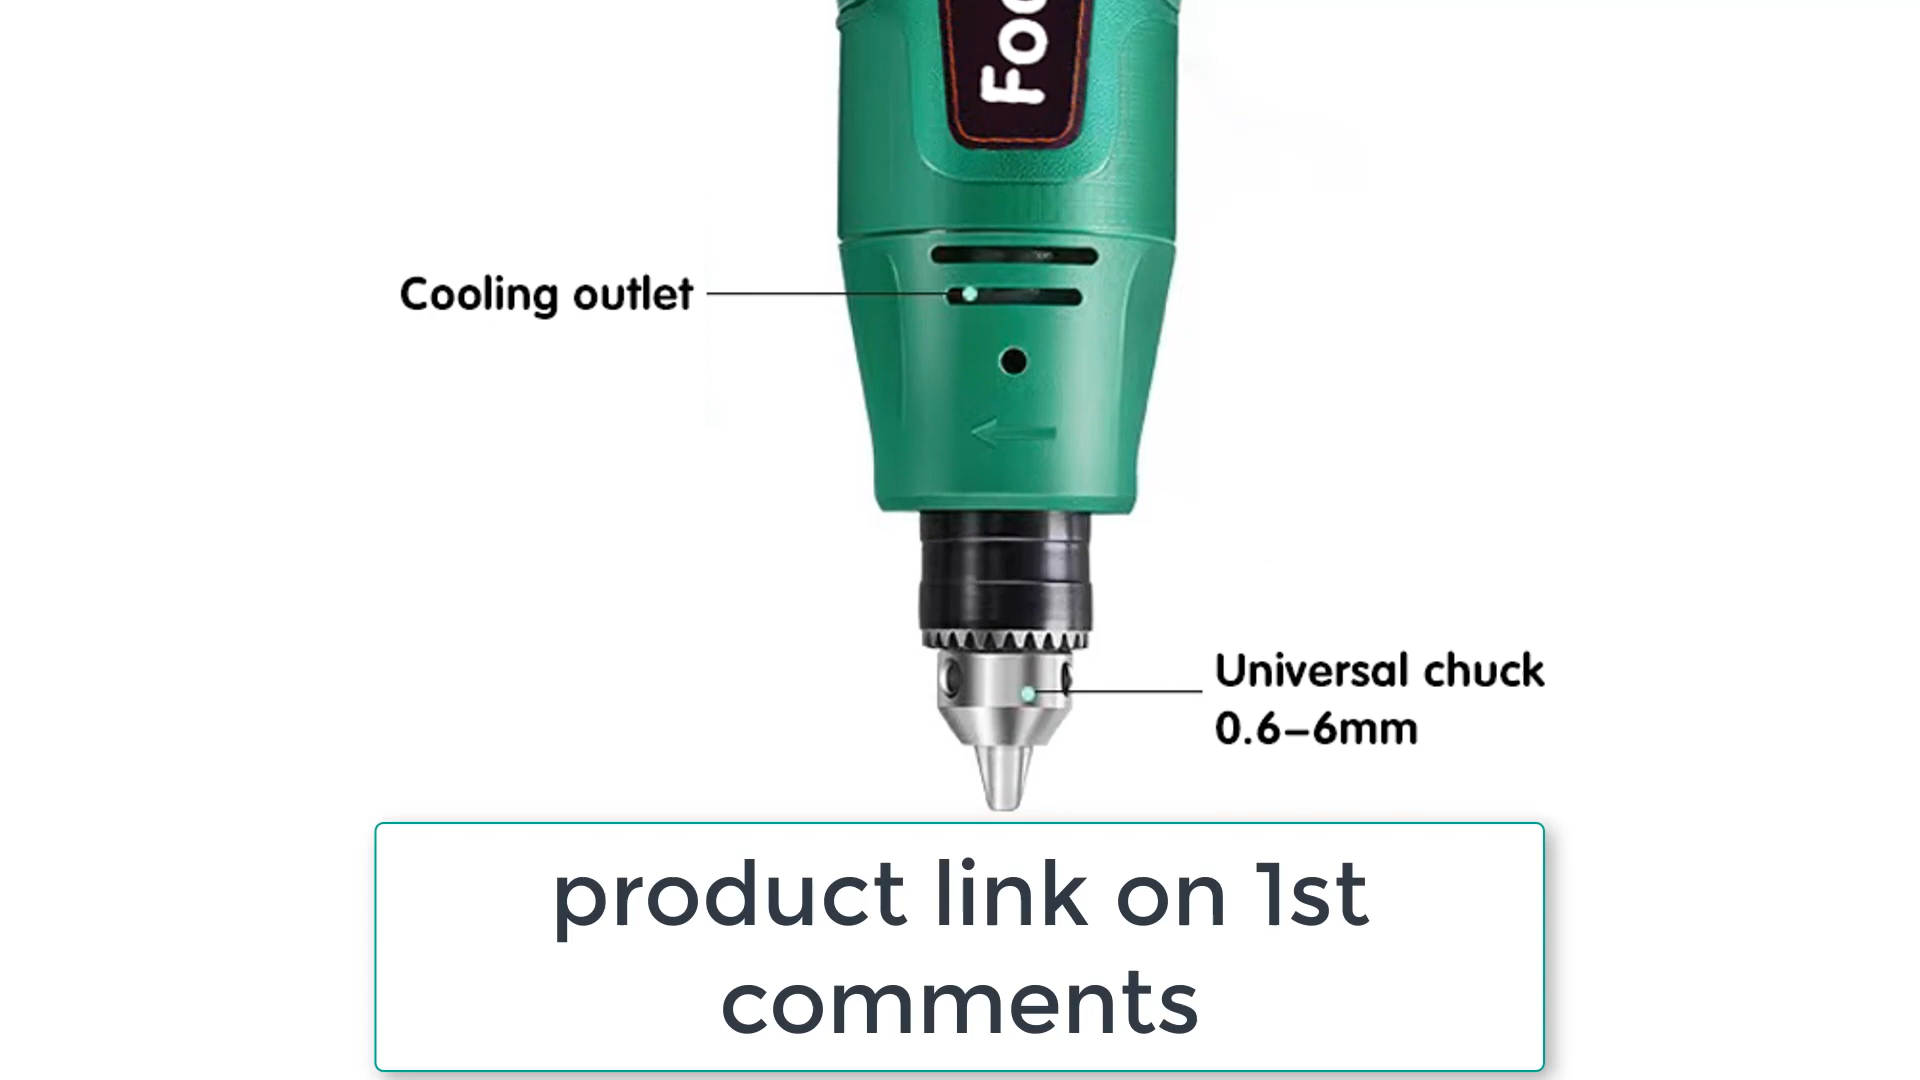 Cooling outlet
Universal chuck
0.6–6mm
product link on 1st
comments